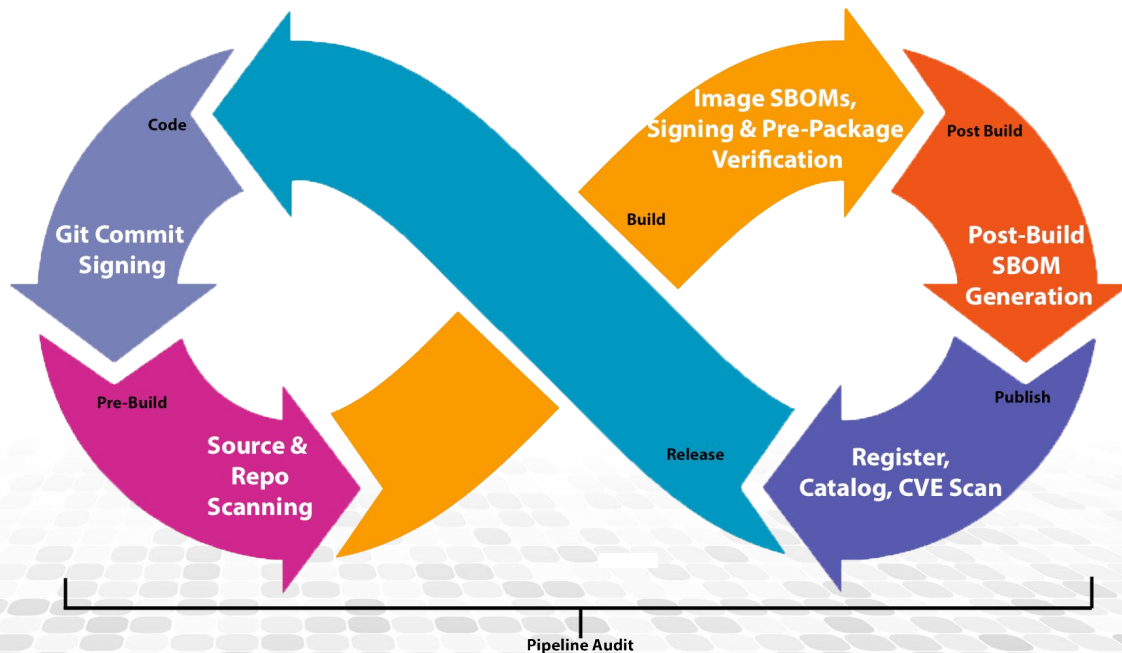 Code
Git Commit
Signing
Pre-Build
Source &
Repo
Scanning
Build
Image SBOMs,
Signing & Pre-Package
Verification
Post Build
Post-Build
SBOM
Generation
Publish
Register,
Catalog, CVE Scan
Release
Pipeline Audit